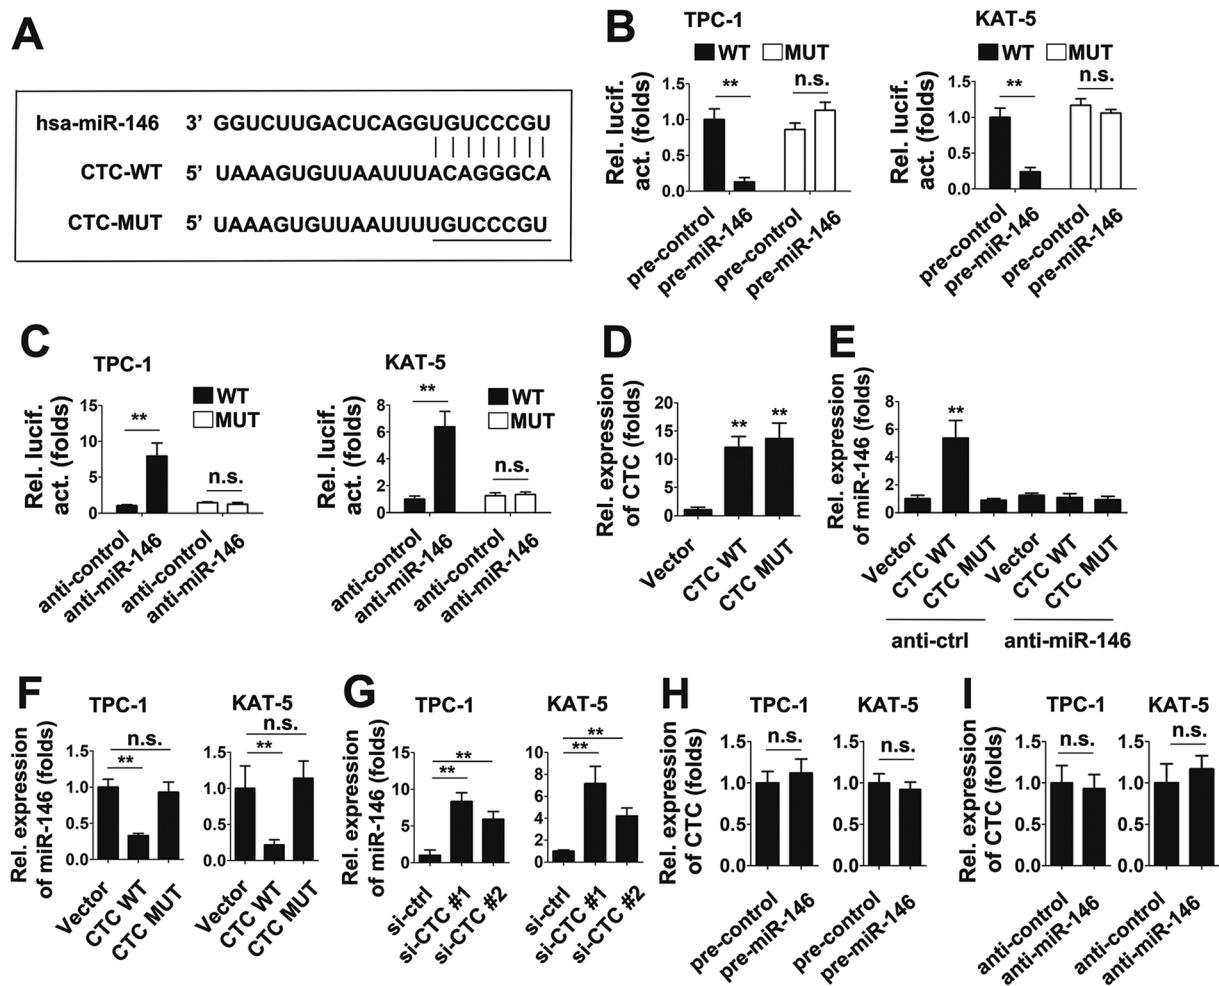 A
hsa-miR-146 3’ GGUCUUGACUCAGGUGUCCCGU
CTC-WT 5’ UAAAGUGUUAAUUUACAGGGCA
CTC-MUT 5’ UAAAGUGUUAAUUUUGUCCCGU
B
TPC-1
WT MUT
Rel. lucif.
act. (folds)
1.5
1.0
0.5
0.0
**
n.s.
pre-control
pre-miR-146
pre-control
pre-miR-146
KAT-5
WT MUT
Rel. lucif.
act. (folds)
1.5
1.0
0.5
0.0
**
n.s.
pre-control
pre-miR-146
pre-control
pre-miR-146
C
TPC-1
WT
MUT
Rel. lucif.
act. (folds)
15
10
5
0
**
n.s.
anti-control
anti-miR-146
anti-control
anti-miR-146
KAT-5
WT
MUT
Rel. lucif.
act. (folds)
8
6
4
2
0
**
n.s.
anti-control
anti-miR-146
anti-control
anti-miR-146
D
Rel. expression
of CTC (folds)
20
15
10
5
0
**
**
Vector
CTC WT
CTC MUT
E
Rel. expression
of miR-146 (folds)
8
6
4
2
0
**
Vector
CTC WT
CTC MUT
Vector
CTC WT
CTC MUT
anti-ctrl
anti-miR-146
F
Rel. expression
of miR-146 (folds)
TPC-1
n.s.
**
1.5
1.0
0.5
0.0
Vector
CTC WT
CTC MUT
KAT-5
n.s.
**
1.5
1.0
0.5
0.0
Vector
CTC WT
CTC MUT
G
Rel. expression
of miR-146 (folds)
TPC-1
**
**
15
10
5
0
si-ctrl
si-CTC #1
si-CTC #2
KAT-5
**
**
10
8
6
4
2
0
si-ctrl
si-CTC #1
si-CTC #2
H
Rel. expression
of CTC (folds)
TPC-1
n.s.
1.5
1.0
0.5
0.0
pre-control
pre-miR-146
KAT-5
n.s.
1.5
1.0
0.5
0.0
pre-control
pre-miR-146
I
Rel. expression
of CTC (folds)
TPC-1
n.s.
1.5
1.0
0.5
0.0
anti-control
anti-miR-146
KAT-5
n.s.
1.5
1.0
0.5
0.0
anti-control
anti-miR-146